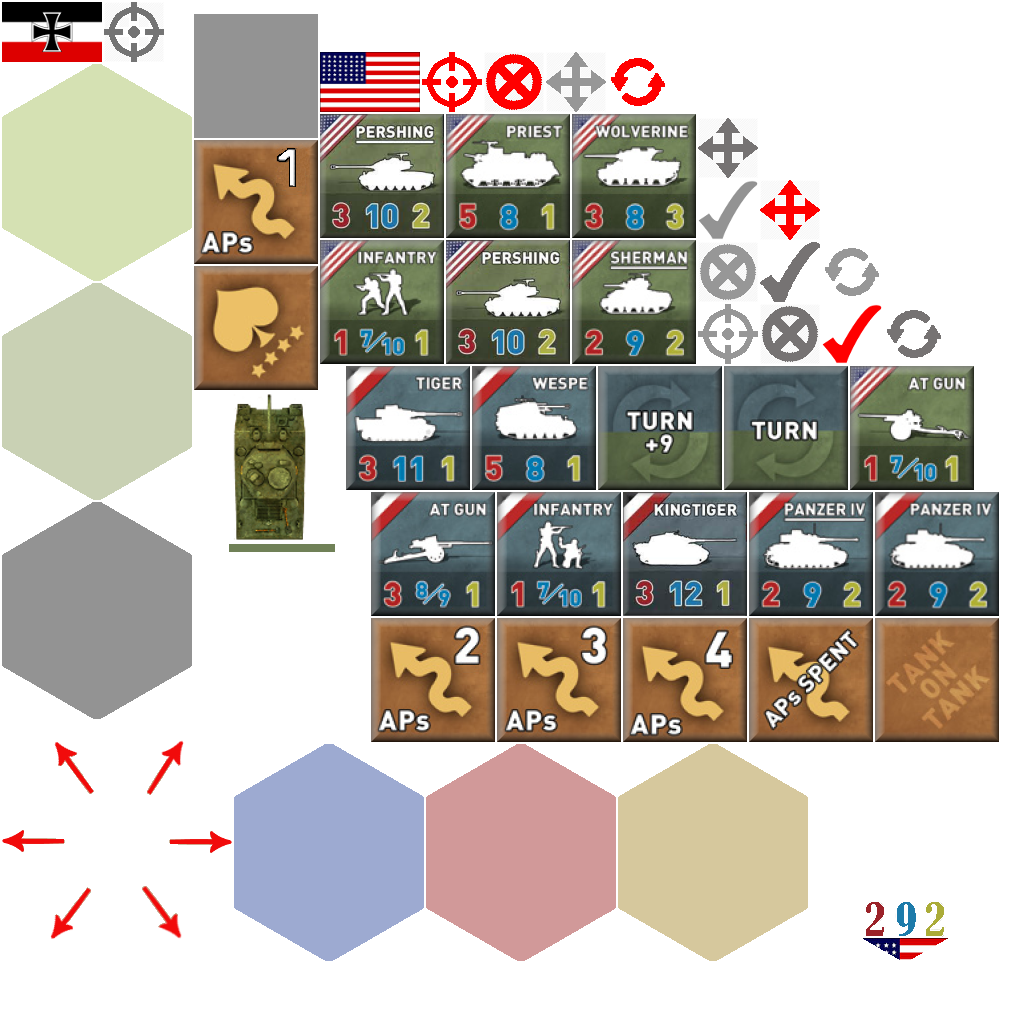 1
APs
PERSHING
3 10 2
PRIEST
5 8 1
WOLVERINE
3 8 3
INFANTRY
1 7/10 1
PERSHING
3 10 2
SHERMAN
2 9 2
TIGER
3 11 1
WESPE
5 8 1
TURN
+9
TURN
AT GUN
1 7/10 1
AT GUN
3 8/9 1
INFANTRY
1 7/10 1
KINGTIGER
3 12 1
PANZER IV
2 9 2
PANZER IV
2 9 2
2
APs
3
APs
4
APs
APs SPENT
TANK
ON
TANK
2 9 2